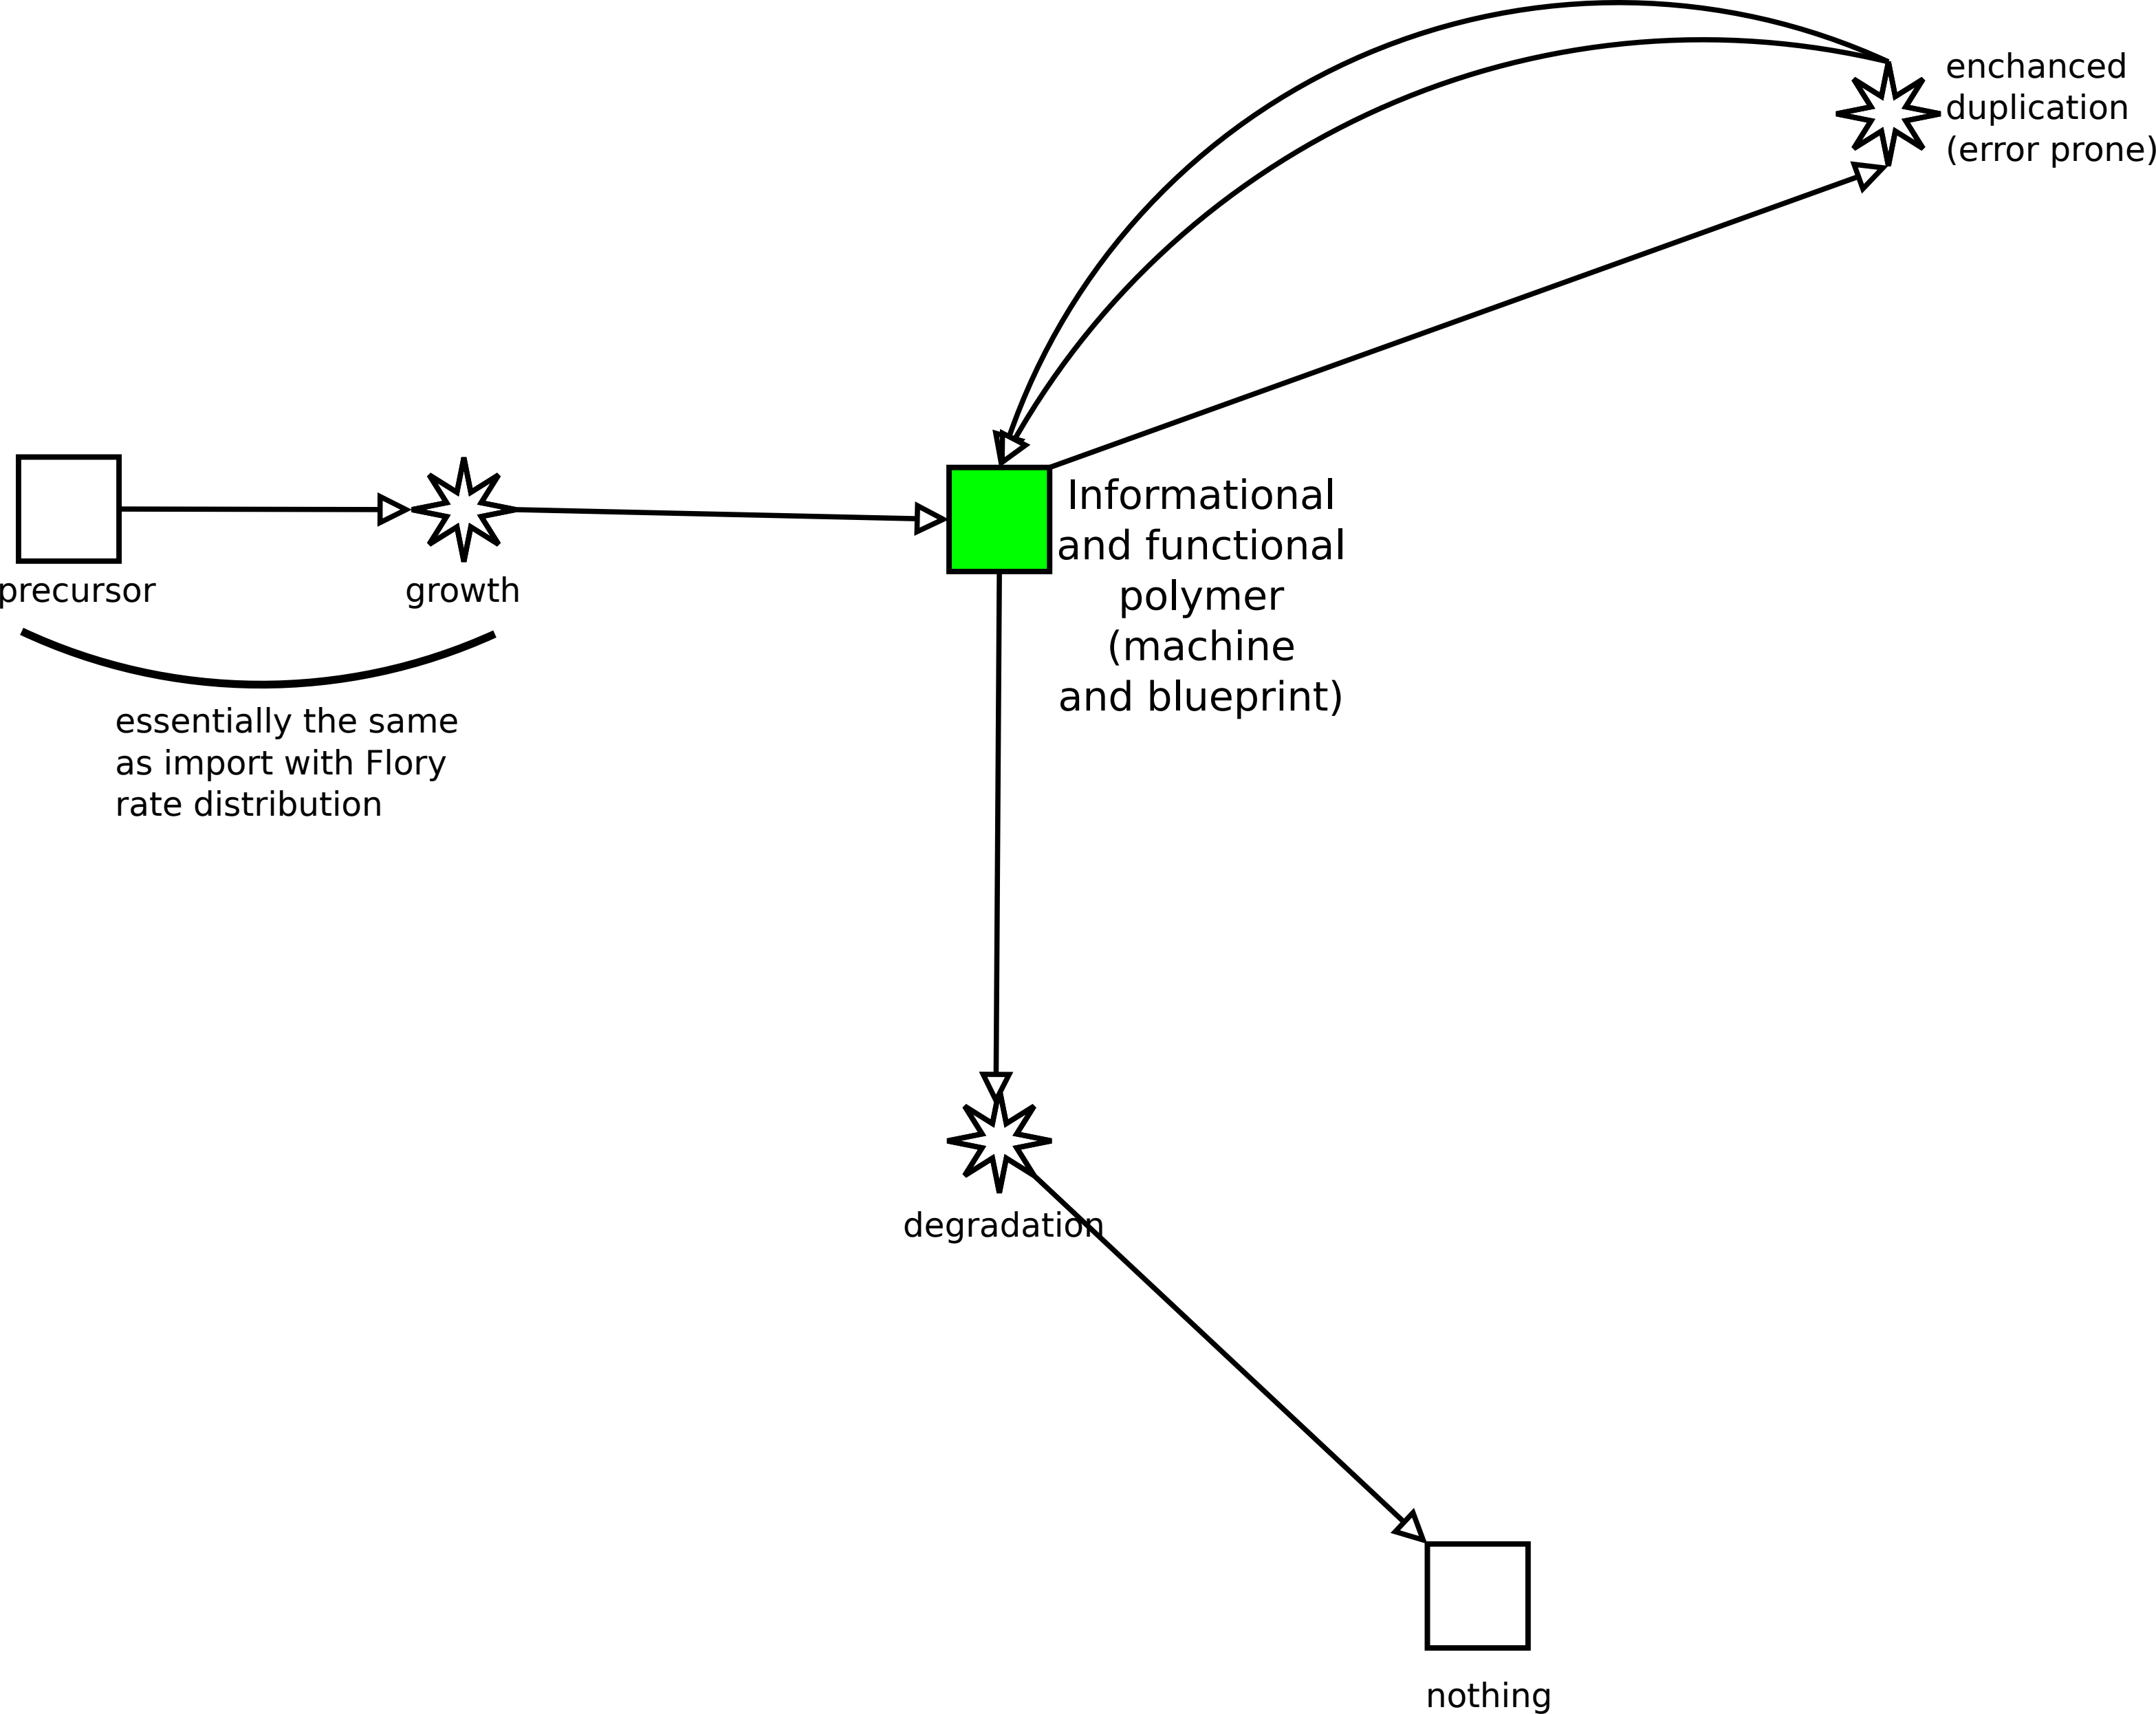 enchanced
duplication
(error prone)
Informational
and functional
polymer
(machine
and blueprint)
precursor
growth
essentially the same
as import with Flory
rate distribution
degradation
nothing